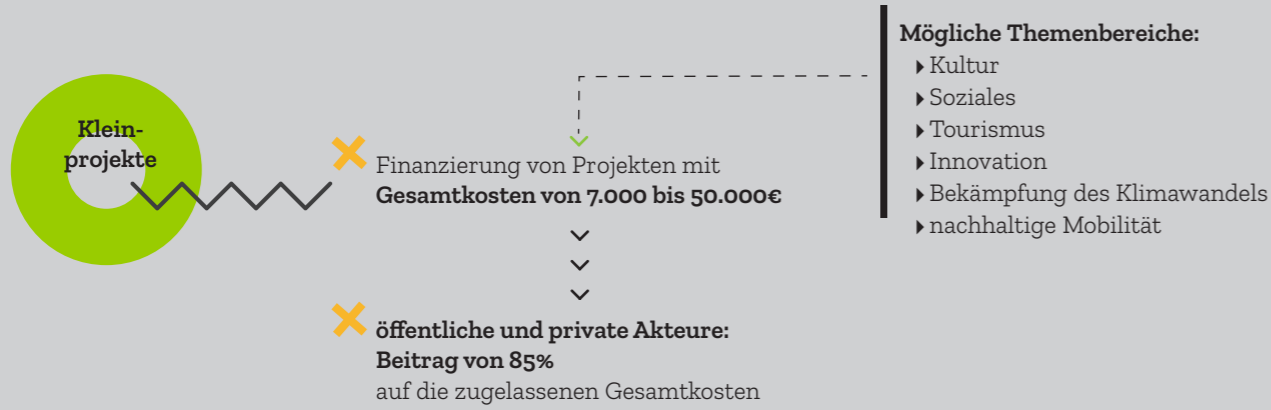 Klein-
projekte
Finanzierung von Projekten mit
Gesamtkosten von 7.000 bis 50.000€
öffentliche und private Akteure:
Beitrag von 85%
auf die zugelassenen Gesamtkosten
Mögliche Themenbereiche:
Kultur
Soziales
Tourismus
Innovation
Bekämpfung des Klimawandels
nachhaltige Mobilität